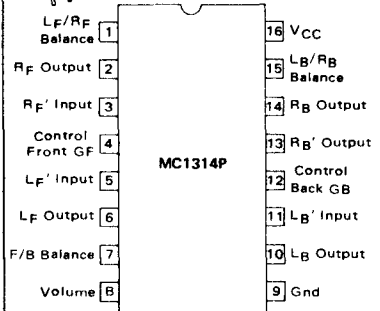 LF/RF Balance 1
RF Output 2
RF' Input 3
Control Front GF 4
LF' Input 5
LF Output 6
F/B Balance 7
Volume 8
MC1314P
16 VCC
15 LB/RB Balance
14 RB Output
13 RB' Output
12 Control Back GB
11 LB' Input
10 LB Output
9 Gnd